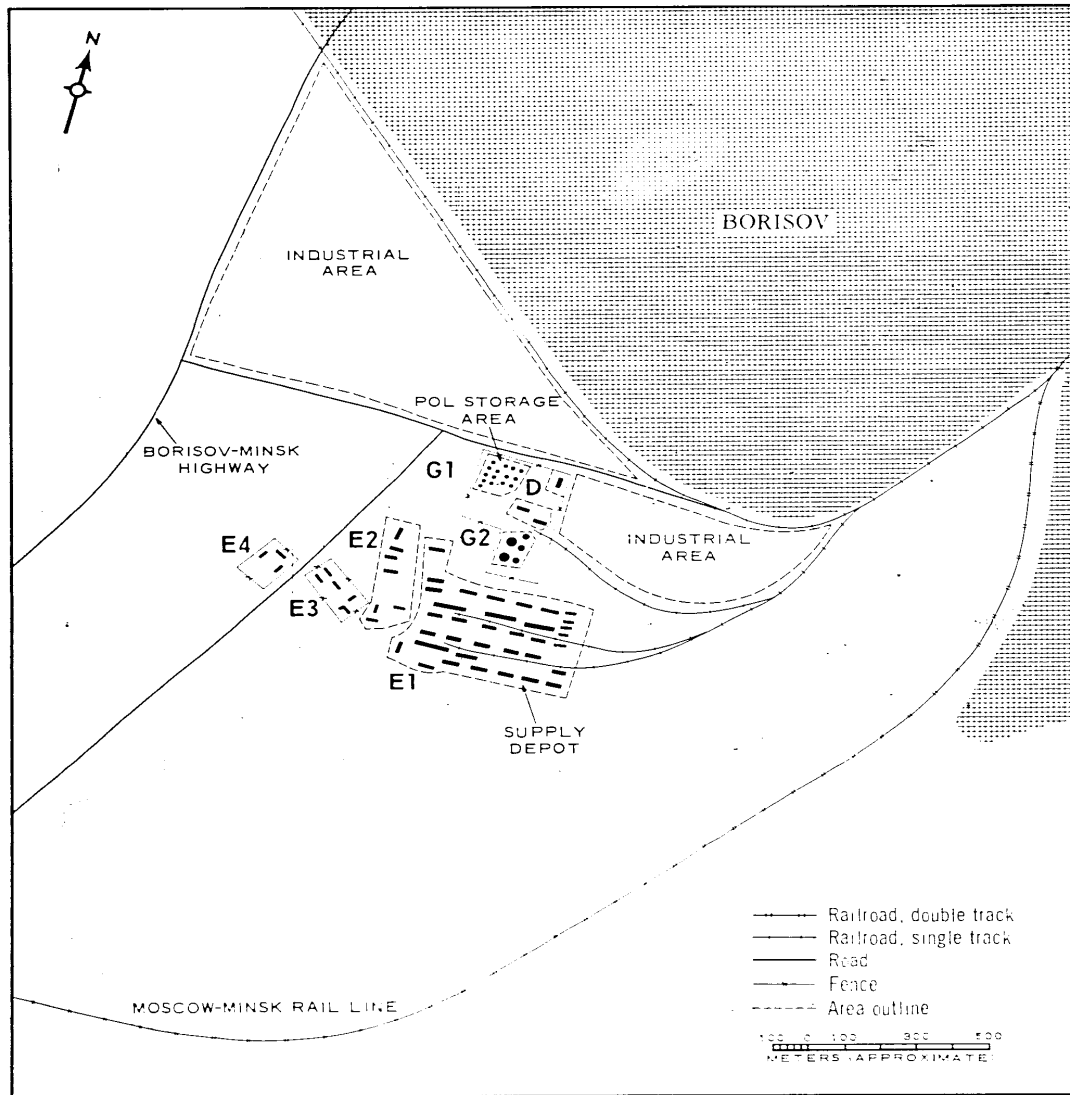 N
BORISOV
INDUSTRIAL
AREA
POL STORAGE
AREA
BORISOV-MINSK
HIGHWAY
G1
D
E4
E2
G2
INDUSTRIAL
AREA
E3
E1
SUPPLY
DEPOT
Railroad, double track
Railroad, single track
Road
Fence
Area outline
MOSCOW-MINSK RAIL LINE
100 0 100 300 500
METERS (APPROXIMATE)